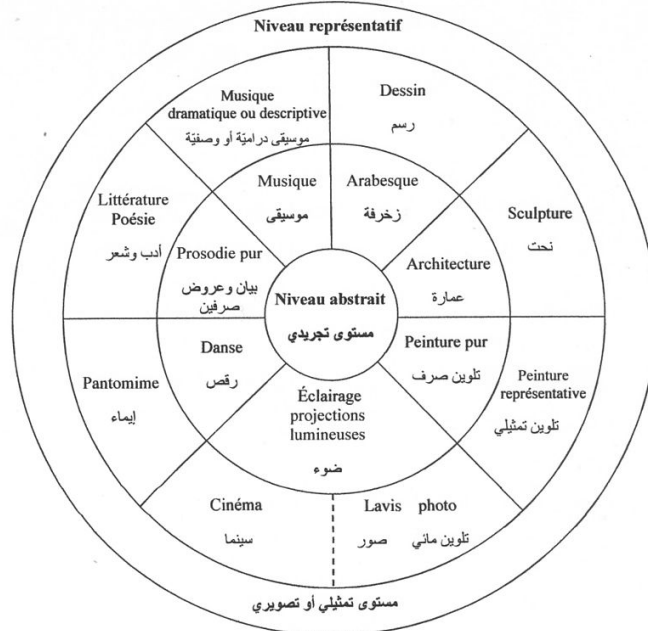 Niveau représentatif
Musique
dramatique ou descriptive
موسيقى دراميّة أو وصفيّة
Dessin
رسم
Littérature
Poésie
أدب وشعر
Musique
موسيقى
Arabesque
زخرفة
Sculpture
نحت
Prosodie pur
بيان وعروض
صرفين
Architecture
عمارة
Niveau abstrait
مستوى تجريدي
Pantomime
إيماء
Danse
رقص
Peinture pur
تلوين صرف
Peinture
représentative
تلوين تمثيلي
Éclairage
projections
lumineuses
ضوء
Cinéma
سينما
Lavis photo
صور تلوين مائي
مستوى تمثيلي أو تصويري